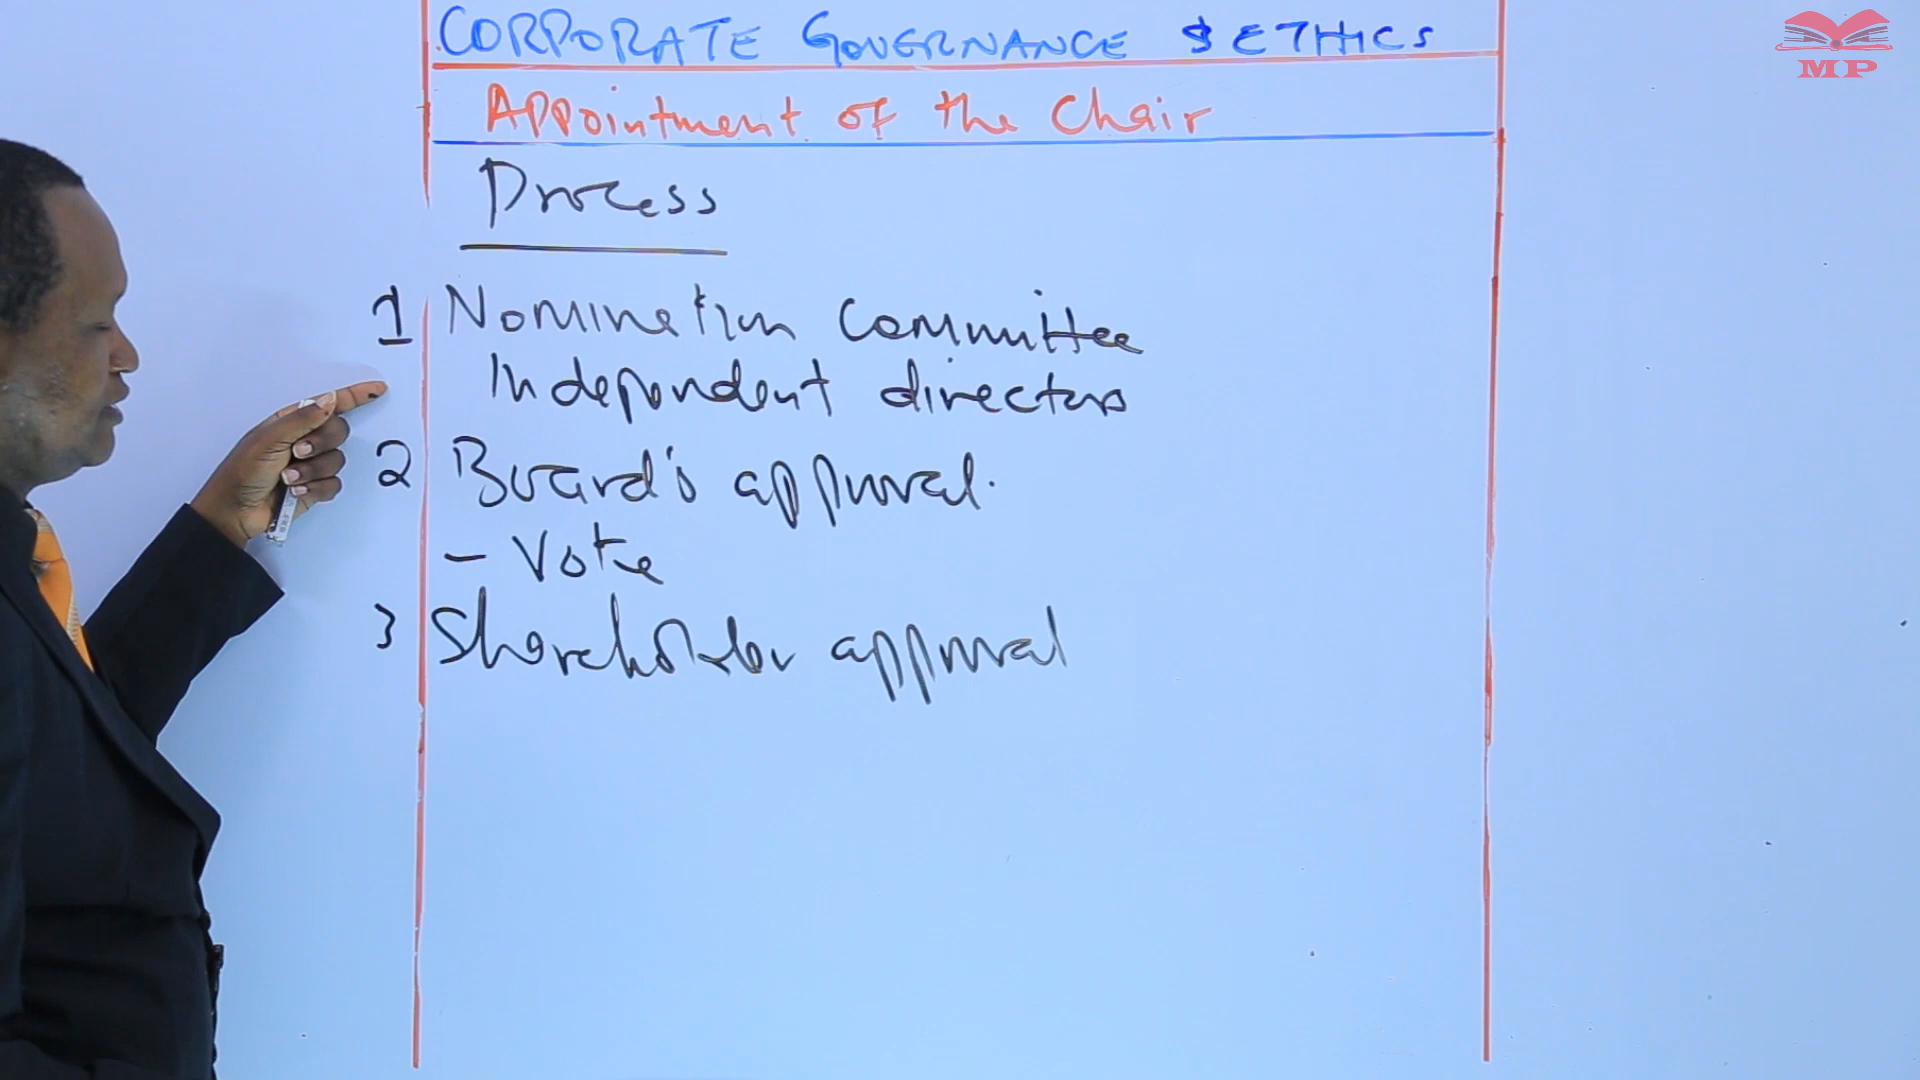 CORPORATE GOVERNANCE & ETHICS
MP
Appointment of the Chair
Process
1 Nomination Committee
Independent directors
2 Board's approval.
- Vote
3 Shareholder approval